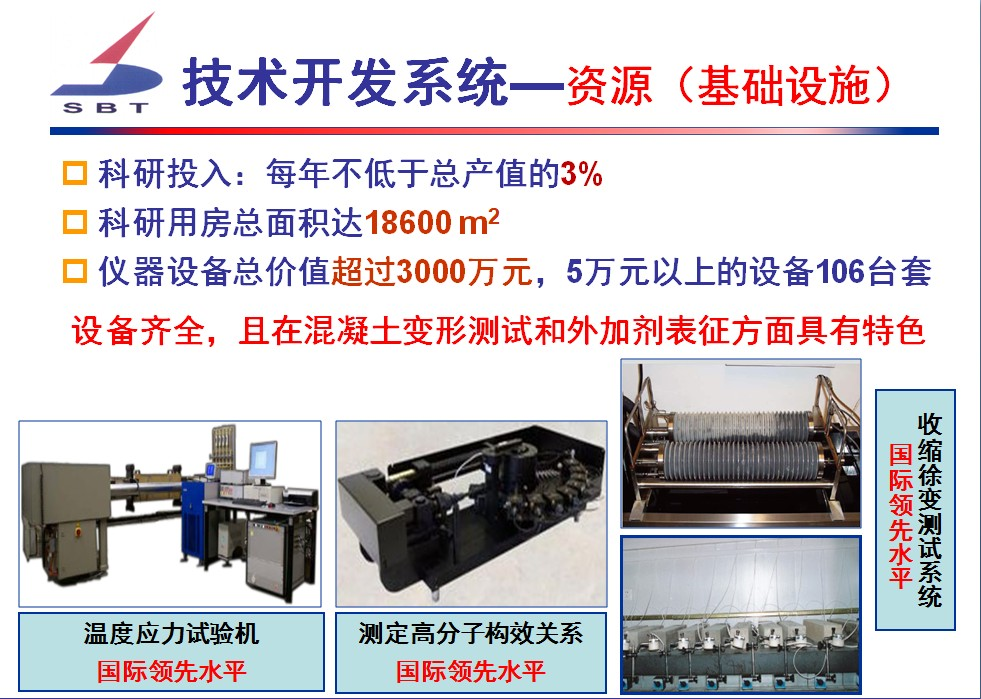 SBT
技术开发系统—资源（基础设施）
科研投入：每年不低于总产值的3%
科研用房总面积达18600 m²
仪器设备总价值超过3000万元，5万元以上的设备106台套
设备齐全，且在混凝土变形测试和外加剂表征方面具有特色
温度应力试验机
国际领先水平
测定高分子构效关系
国际领先水平
收缩徐变测试系统
国际领先水平